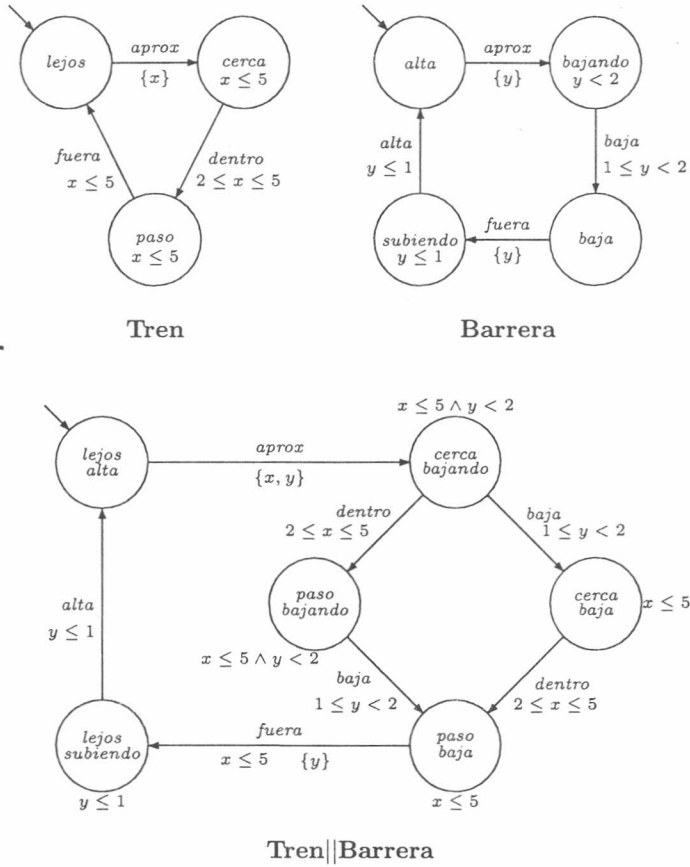 lejos
aprox
{x}
cerca
x ≤ 5
fuera
x ≤ 5
dentro
2 ≤ x ≤ 5
paso
x ≤ 5
Tren
alta
aprox
{y}
bajando
y < 2
alta
y ≤ 1
baja
1 ≤ y < 2
subiendo
y ≤ 1
fuera
{y}
baja
Barrera
x ≤ 5 ∧ y < 2
lejos
alta
aprox
{x, y}
cerca
bajando
dentro
2 ≤ x ≤ 5
baja
1 ≤ y < 2
alta
y ≤ 1
paso
bajando
x ≤ 5 ∧ y < 2
cerca
baja
x ≤ 5
baja
1 ≤ y < 2
dentro
2 ≤ x ≤ 5
lejos
subiendo
y ≤ 1
fuera
x ≤ 5 {y}
paso
baja
x ≤ 5
Tren||Barrera